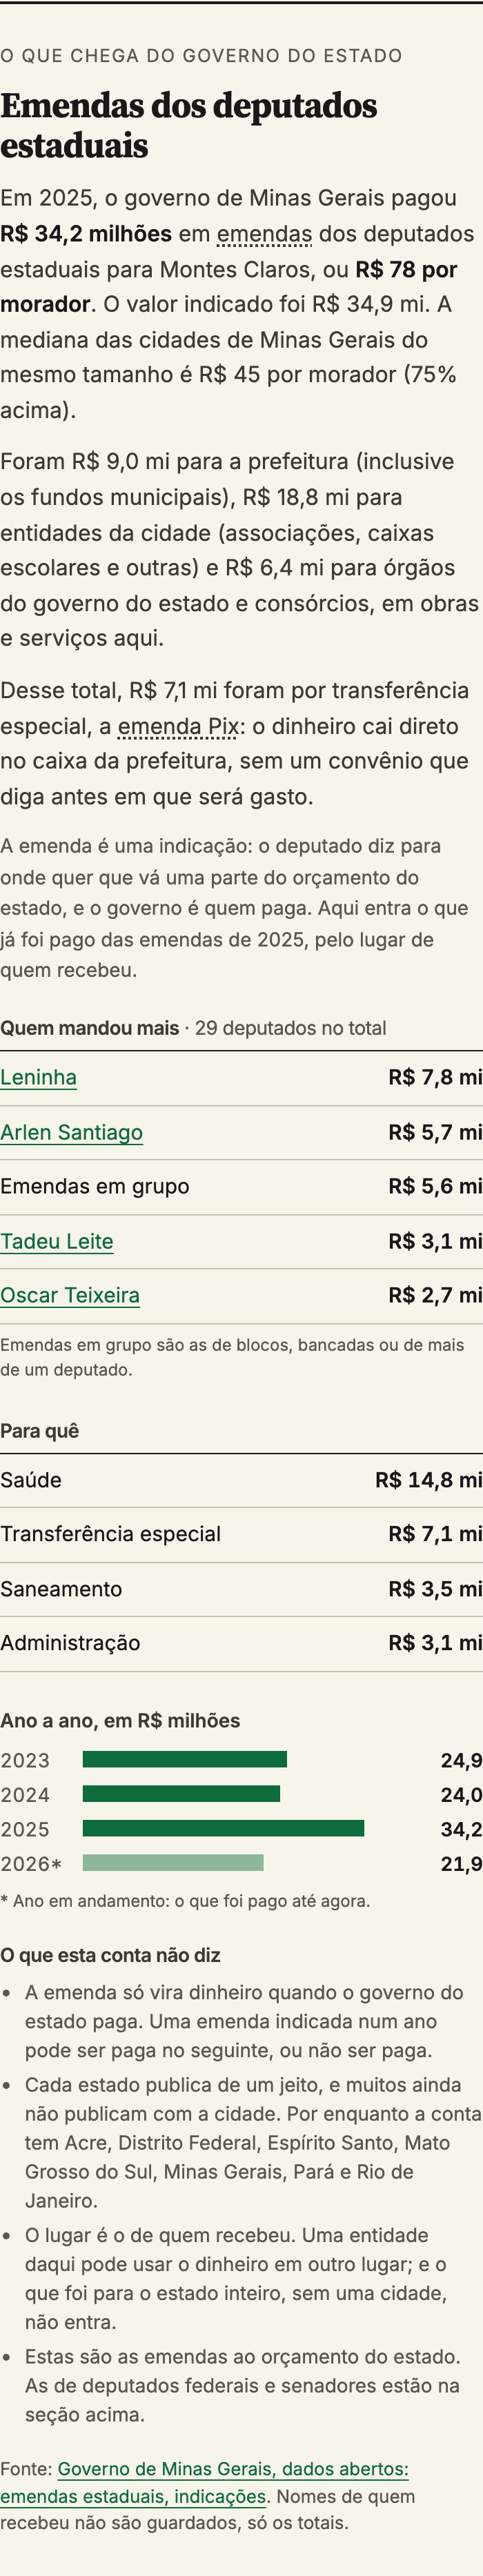 O QUE CHEGA DO GOVERNO DO ESTADO
Emendas dos deputados
estaduais
Em 2025, o governo de Minas Gerais pagou
R$ 34,2 milhões em emendas dos deputados
estaduais para Montes Claros, ou R$ 78 por
morador. O valor indicado foi R$ 34,9 mi. A
mediana das cidades de Minas Gerais do
mesmo tamanho é R$ 45 por morador (75%
acima).
Foram R$ 9,0 mi para a prefeitura (inclusive
os fundos municipais), R$ 18,8 mi para
entidades da cidade (associações, caixas
escolares e outras) e R$ 6,4 mi para órgãos
do governo do estado e consórcios, em obras
e serviços aqui.
Desse total, R$ 7,1 mi foram por transferência
especial, a emenda Pix: o dinheiro cai direto
no caixa da prefeitura, sem um convênio que
diga antes em que será gasto.
A emenda é uma indicação: o deputado diz para
onde quer que vá uma parte do orçamento do
estado, e o governo é quem paga. Aqui entra o que
já foi pago das emendas de 2025, pelo lugar de
quem recebeu.
Quem mandou mais · 29 deputados no total
Leninha R$ 7,8 mi
Arlen Santiago R$ 5,7 mi
Emendas em grupo R$ 5,6 mi
Tadeu Leite R$ 3,1 mi
Oscar Teixeira R$ 2,7 mi
Emendas em grupo são as de blocos, bancadas ou de mais
de um deputado.
Para quê
Saúde R$ 14,8 mi
Transferência especial R$ 7,1 mi
Saneamento R$ 3,5 mi
Administração R$ 3,1 mi
Ano a ano, em R$ milhões
2023 24,9
2024 24,0
2025 34,2
2026* 21,9
* Ano em andamento: o que foi pago até agora.
O que esta conta não diz
• A emenda só vira dinheiro quando o governo do
estado paga. Uma emenda indicada num ano
pode ser paga no seguinte, ou não ser paga.
• Cada estado publica de um jeito, e muitos ainda
não publicam com a cidade. Por enquanto a conta
tem Acre, Distrito Federal, Espírito Santo, Mato
Grosso do Sul, Minas Gerais, Pará e Rio de
Janeiro.
• O lugar é o de quem recebeu. Uma entidade
daqui pode usar o dinheiro em outro lugar; e o
que foi para o estado inteiro, sem uma cidade,
não entra.
• Estas são as emendas ao orçamento do estado.
As de deputados federais e senadores estão na
seção acima.
Fonte: Governo de Minas Gerais, dados abertos:
emendas estaduais, indicações. Nomes de quem
recebeu não são guardados, só os totais.